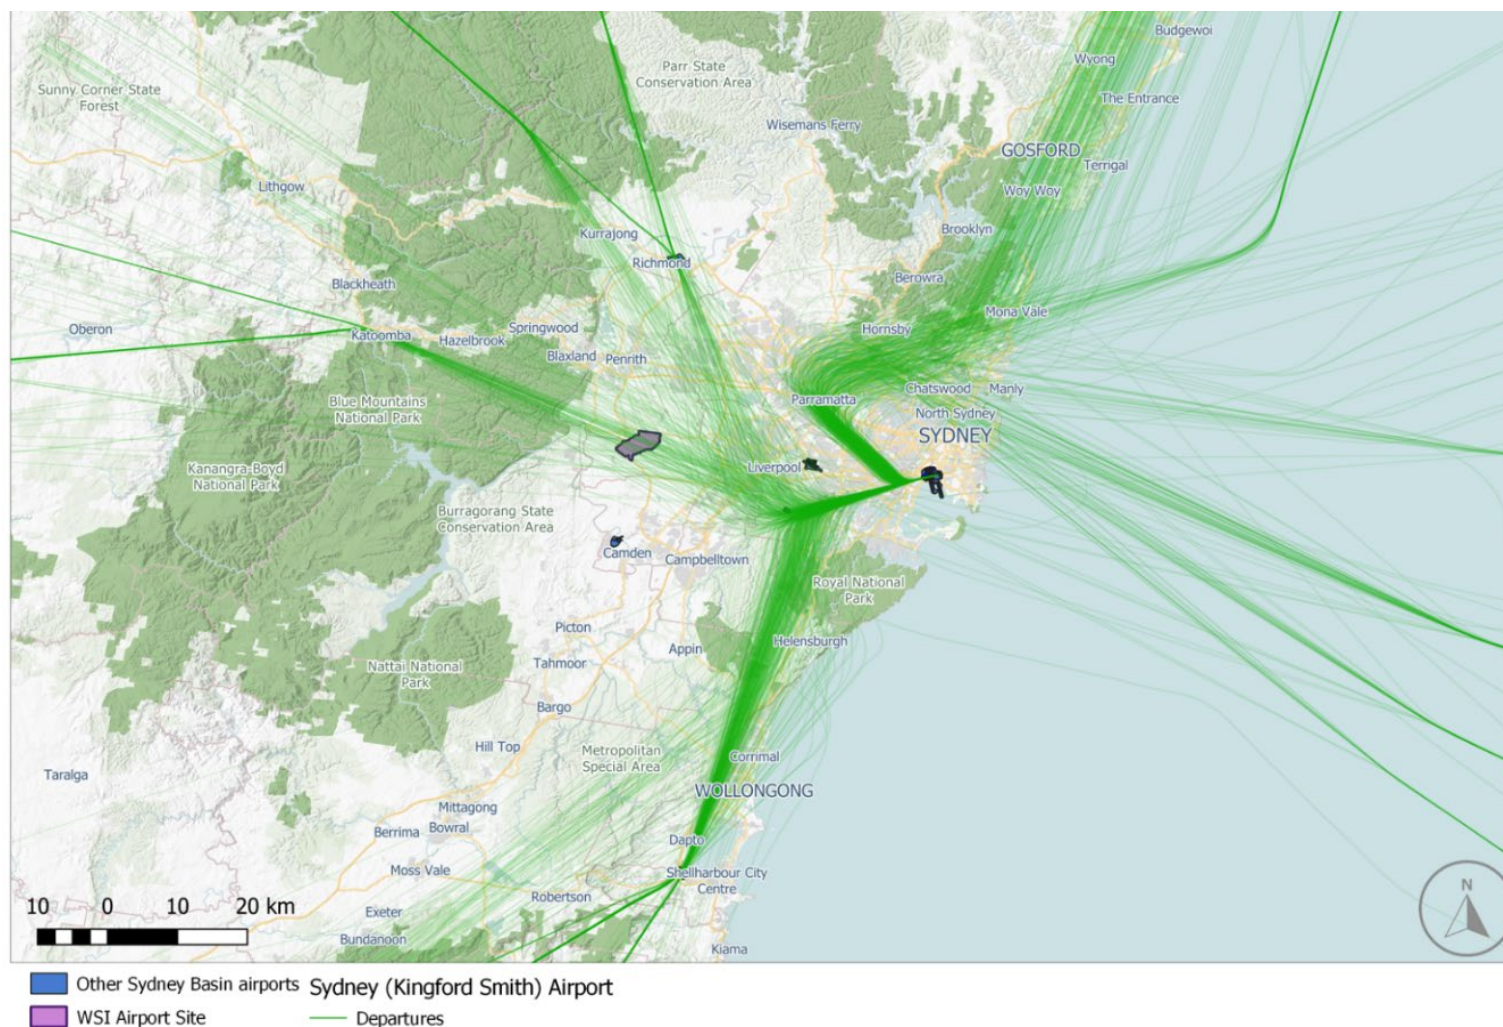 Budgewoi
Wyong
Parr State
Conservation Area
Sunny Corner State
Forest
The Entrance
Wisemans Ferry
GOSFORD
Terrigal
Lithgow
Woy Woy
Kurrajong
Brooklyn
Richmond
Berowra
Blackheath
Mona Vale
Oberon
Katoomba
Hazelbrook
Springwood
Hornsby
Blaxland
Penrith
Chatswood
Manly
Parramatta
Blue Mountains
National Park
North Sydney
SYDNEY
Kanangra-Boyd
National Park
Liverpool
Burragorang State
Conservation Area
Camden
Campbelltown
Royal National
Park
Picton
Helensburgh
Appin
Tahmoor
Nattai National
Park
Bargo
Hill Top
Metropolitan
Special Area
Corrimal
Taralga
WOLLONGONG
Mittagong
Berrima
Bowral
Dapto
Moss Vale
Shellharbour City
Centre
Robertson
N
10 0 10 20 km
Exeter
Bundanoon
Kiama
Other Sydney Basin airports
Sydney (Kingford Smith) Airport
WSI Airport Site
Departures